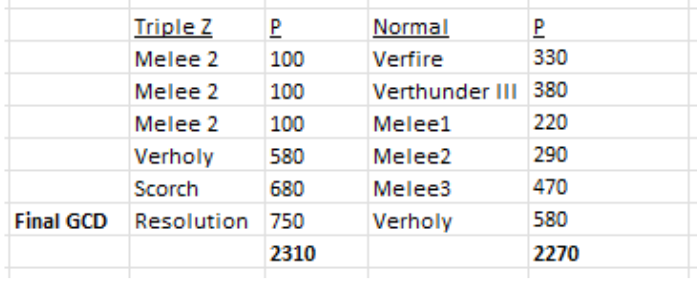 Triple Z P Normal P
Melee 2 100 Verfire 330
Melee 2 100 Verthunder III 380
Melee 2 100 Melee1 220
Verholy 580 Melee2 290
Scorch 680 Melee3 470
Final GCD Resolution 750 Verholy 580
2310 2270